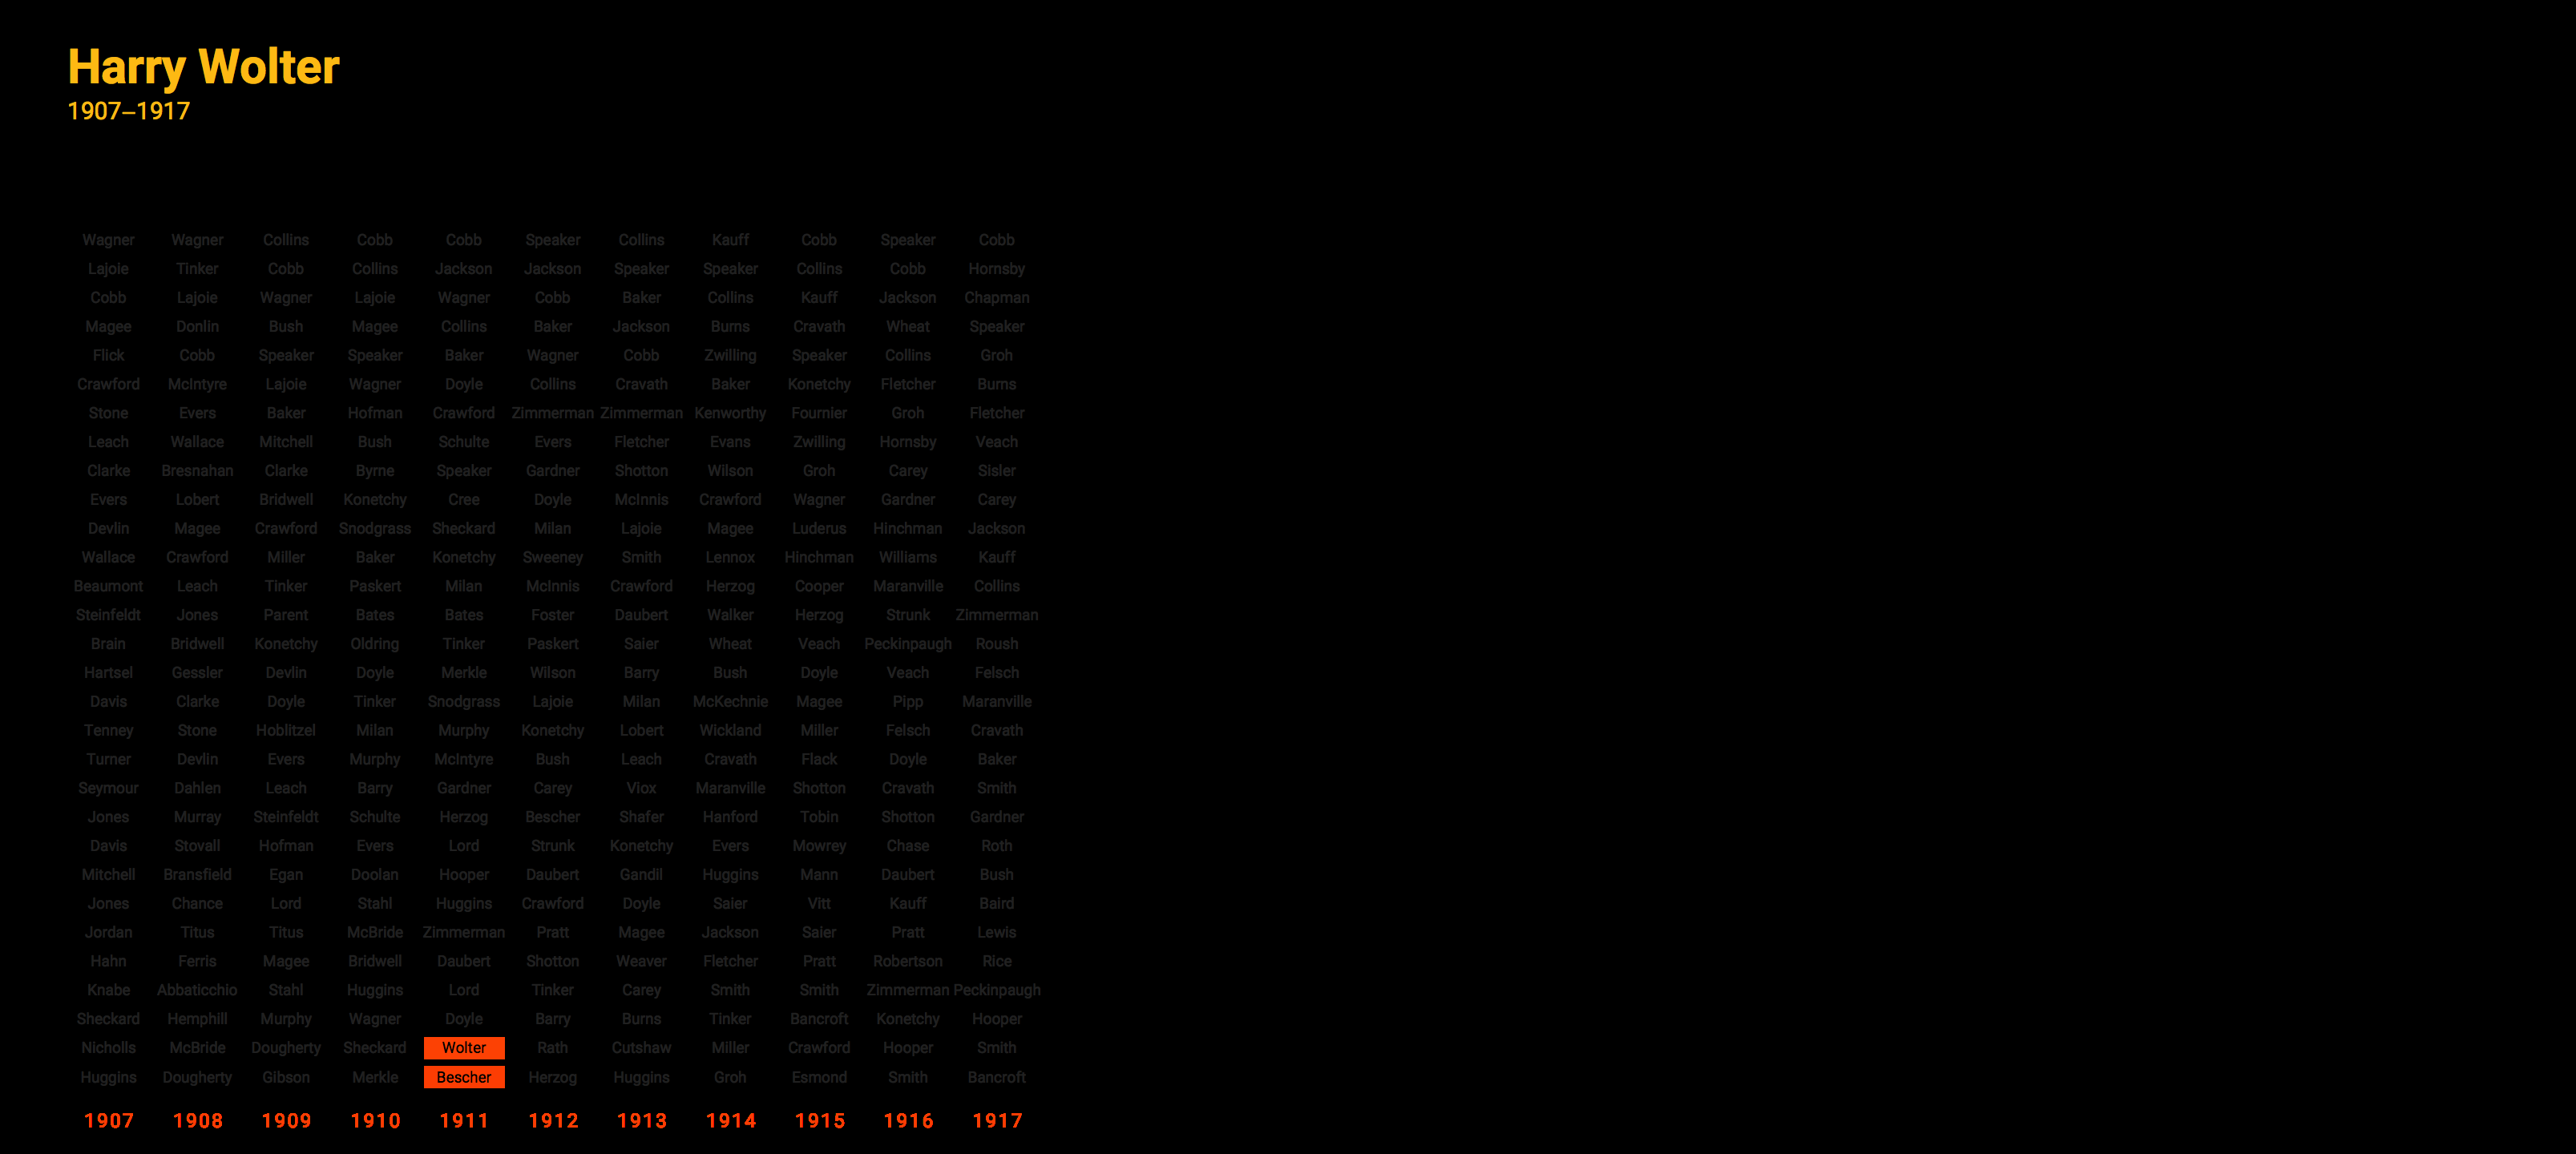 Harry Wolter
1907–1917
Wagner Wagner Collins Cobb Cobb Speaker Collins Kauff Cobb Speaker Cobb
Lajoie Tinker Cobb Collins Jackson Jackson Speaker Speaker Collins Cobb Hornsby
Cobb Lajoie Wagner Lajoie Wagner Cobb Baker Collins Kauff Jackson Chapman
Magee Donlin Bush Magee Collins Baker Jackson Burns Cravath Wheat Speaker
Flick Cobb Speaker Speaker Baker Wagner Cobb Zwilling Speaker Collins Groh
Crawford McIntyre Lajoie Wagner Doyle Collins Cravath Baker Konetchy Fletcher Burns
Stone Evers Baker Hofman Crawford Zimmerman Zimmerman Kenworthy Fournier Groh Fletcher
Leach Wallace Mitchell Bush Schulte Evers Fletcher Evans Zwilling Hornsby Veach
Clarke Bresnahan Clarke Byrne Speaker Gardner Shotton Wilson Groh Carey Sisler
Evers Lobert Bridwell Konetchy Cree Doyle McInnis Crawford Wagner Gardner Carey
Devlin Magee Crawford Snodgrass Sheckard Milan Lajoie Magee Luderus Hinchman Jackson
Wallace Crawford Miller Baker Konetchy Sweeney Smith Lennox Hinchman Williams Kauff
Beaumont Leach Tinker Paskert Milan McInnis Crawford Herzog Cooper Maranville Collins
Steinfeldt Jones Parent Bates Bates Foster Daubert Walker Herzog Strunk Zimmerman
Brain Bridwell Konetchy Oldring Tinker Paskert Saier Wheat Veach Peckinpaugh Roush
Hartsel Gessler Devlin Doyle Merkle Wilson Barry Bush Doyle Veach Felsch
Davis Clarke Doyle Tinker Snodgrass Lajoie Milan McKechnie Magee Pipp Maranville
Tenney Stone Hoblitzel Milan Murphy Konetchy Lobert Wickland Miller Felsch Cravath
Turner Devlin Evers Murphy McIntyre Bush Leach Cravath Flack Doyle Baker
Seymour Dahlen Leach Barry Gardner Carey Viox Maranville Shotton Cravath Smith
Jones Murray Steinfeldt Schulte Herzog Bescher Shafer Hanford Tobin Shotton Gardner
Davis Stovall Hofman Evers Lord Strunk Konetchy Evers Mowrey Chase Roth
Mitchell Bransfield Egan Doolan Hooper Daubert Gandil Huggins Mann Daubert Bush
Jones Chance Lord Stahl Huggins Crawford Doyle Saier Vitt Kauff Baird
Jordan Titus Titus McBride Zimmerman Pratt Magee Jackson Saier Pratt Lewis
Hahn Ferris Magee Bridwell Daubert Shotton Weaver Fletcher Pratt Robertson Rice
Knabe Abbaticchio Stahl Huggins Lord Tinker Carey Smith Smith Zimmerman Peckinpaugh
Sheckard Hemphill Murphy Wagner Doyle Barry Burns Tinker Bancroft Konetchy Hooper
Nicholls McBride Dougherty Sheckard Wolter Rath Cutshaw Miller Crawford Hooper Smith
Huggins Dougherty Gibson Merkle Bescher Herzog Huggins Groh Esmond Smith Bancroft
1907 1908 1909 1910 1911 1912 1913 1914 1915 1916 1917